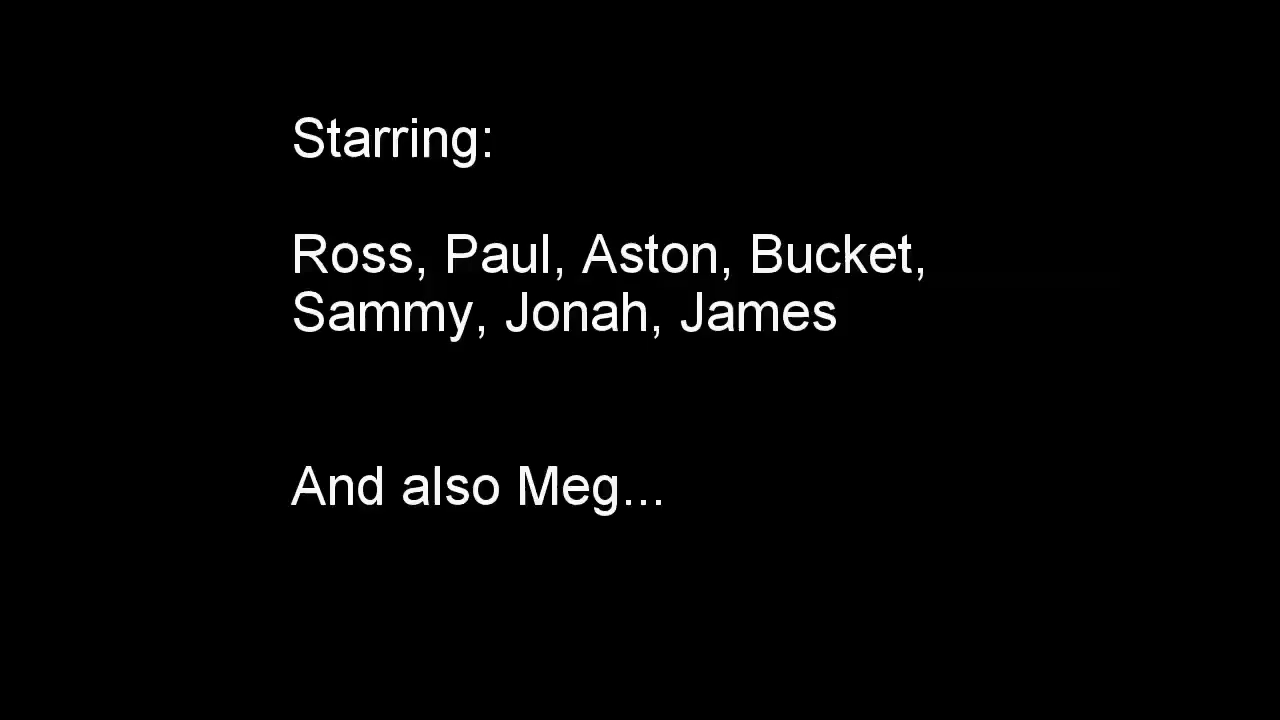 Starring:
Ross, Paul, Aston, Bucket,
Sammy, Jonah, James
And also Meg...